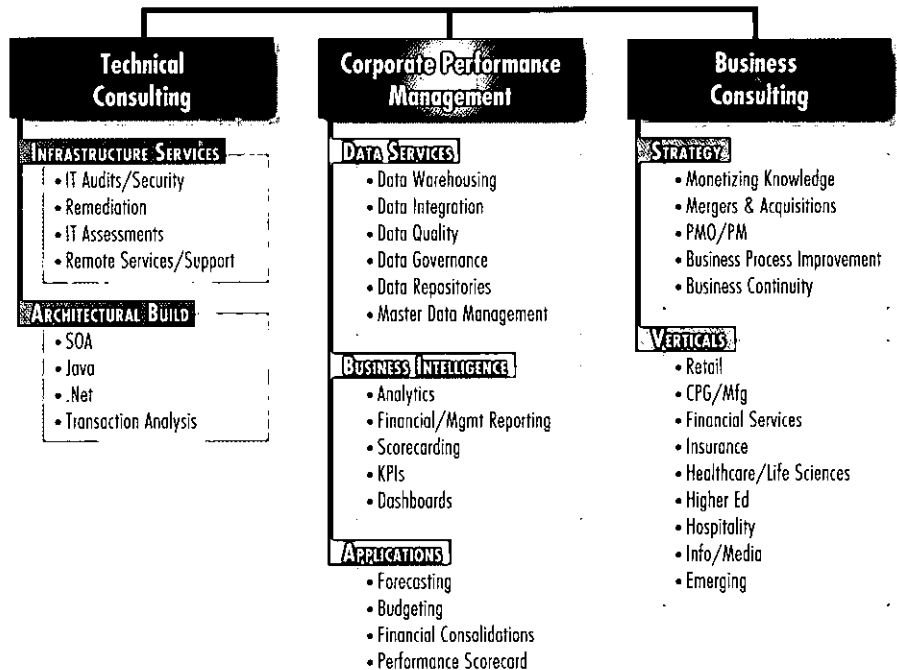 Technical
Consulting
INFRASTRUCTURE SERVICES
• IT Audits/Security
• Remediation
• IT Assessments
• Remote Services/Support
ARCHITECTURAL BUILD
• SOA
• Java
• .Net
• Transaction Analysis
Corporate Performance
Management
DATA SERVICES
• Data Warehousing
• Data Integration
• Data Quality
• Data Governance
• Data Repositories
• Master Data Management
BUSINESS INTELLIGENCE
• Analytics
• Financial/Mgmt Reporting
• Scorecarding
• KPIs
• Dashboards
APPLICATIONS
• Forecasting
• Budgeting
• Financial Consolidations
• Performance Scorecard
Business
Consulting
STRATEGY
• Monetizing Knowledge
• Mergers & Acquisitions
• PMO/PM
• Business Process Improvement
• Business Continuity
VERTICALS
• Retail
• CPG/Mfg
• Financial Services
• Insurance
• Healthcare/Life Sciences
• Higher Ed
• Hospitality
• Info/Media
• Emerging